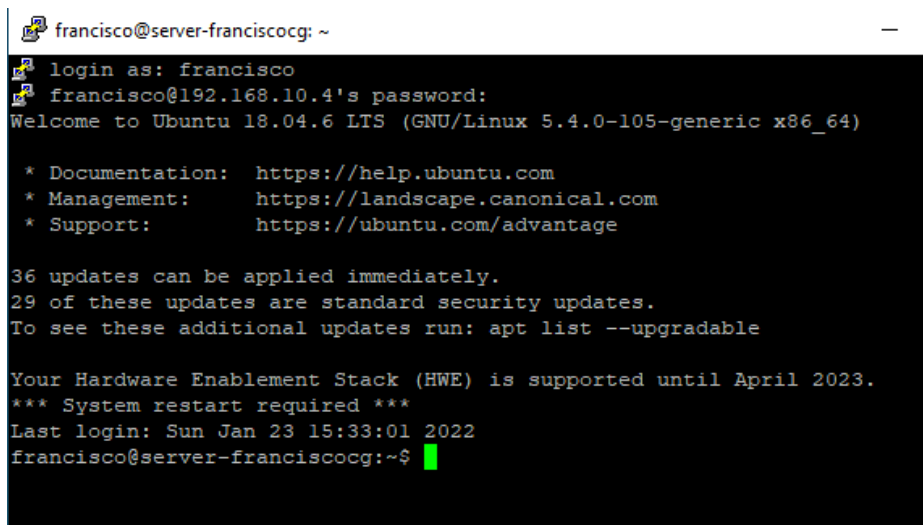 francisco@server-franciscocg: ~
login as: francisco
francisco@192.168.10.4's password:
Welcome to Ubuntu 18.04.6 LTS (GNU/Linux 5.4.0-105-generic x86_64)
* Documentation:  https://help.ubuntu.com
* Management:     https://landscape.canonical.com
* Support:        https://ubuntu.com/advantage
36 updates can be applied immediately.
29 of these updates are standard security updates.
To see these additional updates run: apt list --upgradable
Your Hardware Enablement Stack (HWE) is supported until April 2023.
*** System restart required ***
Last login: Sun Jan 23 15:33:01 2022
francisco@server-franciscocg:~$